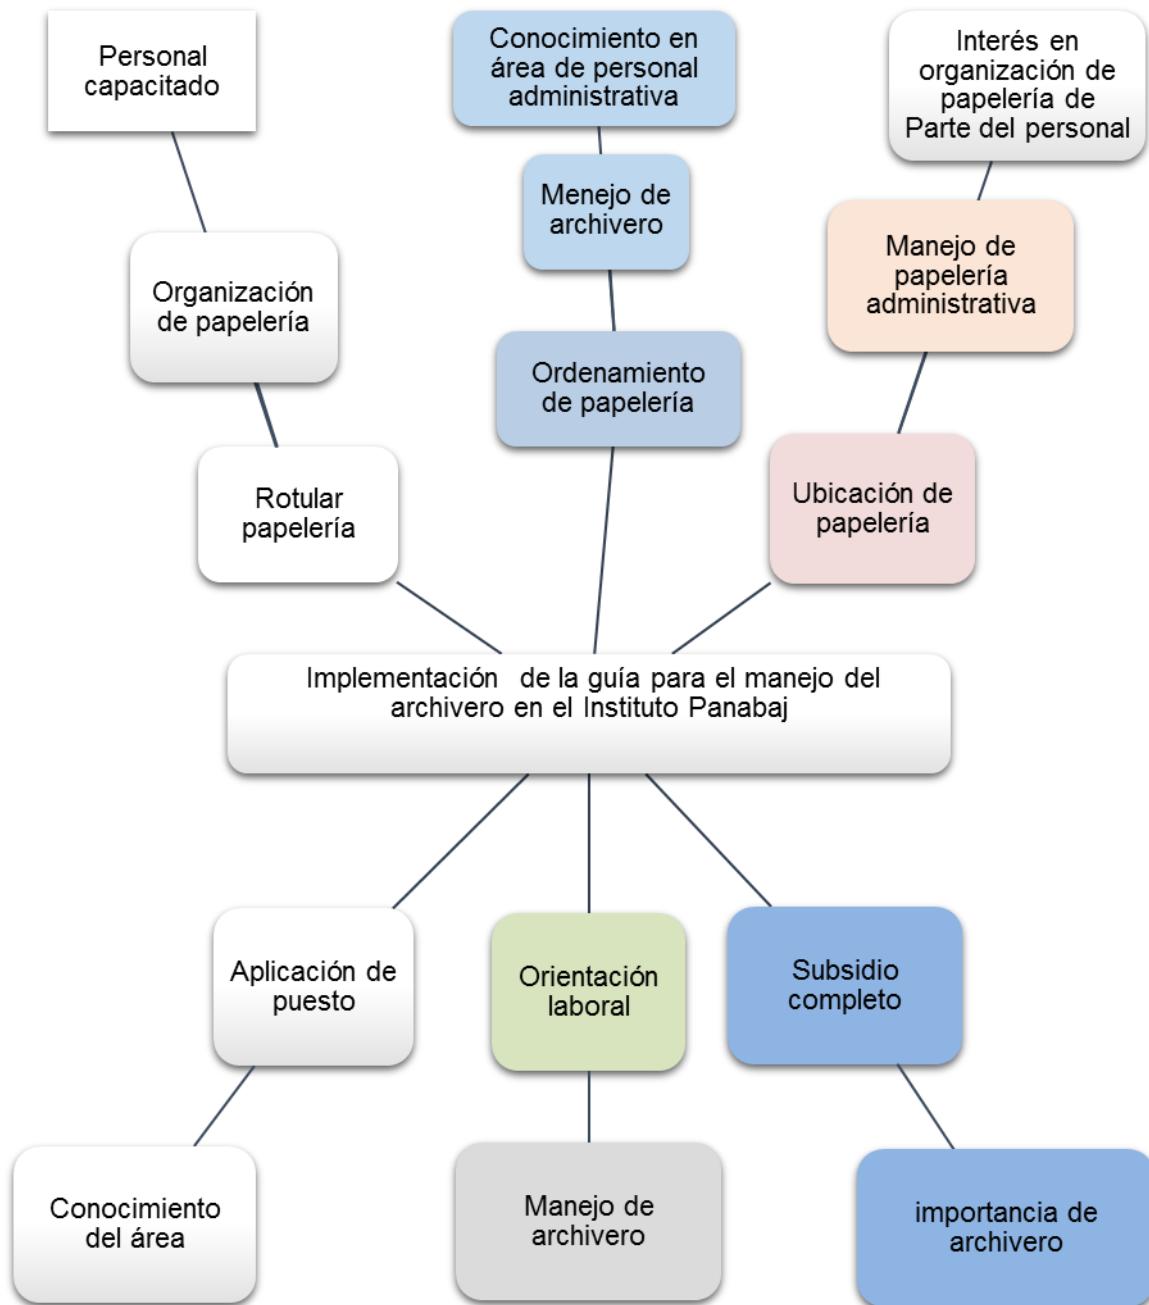 Personal
capacitado
Conocimiento en
área de personal
administrativa
Interés en
organización de
papelería de
Parte del personal
Menejo de
archivero
Manejo de
papelería
administrativa
Organización
de papelería
Ordenamiento
de papelería
Rotular
papelería
Ubicación de
papelería
Implementación  de la guía para el manejo del
archivero en el Instituto Panabaj
Aplicación de
puesto
Orientación
laboral
Subsidio
completo
Conocimiento
del área
Manejo de
archivero
importancia de
archivero